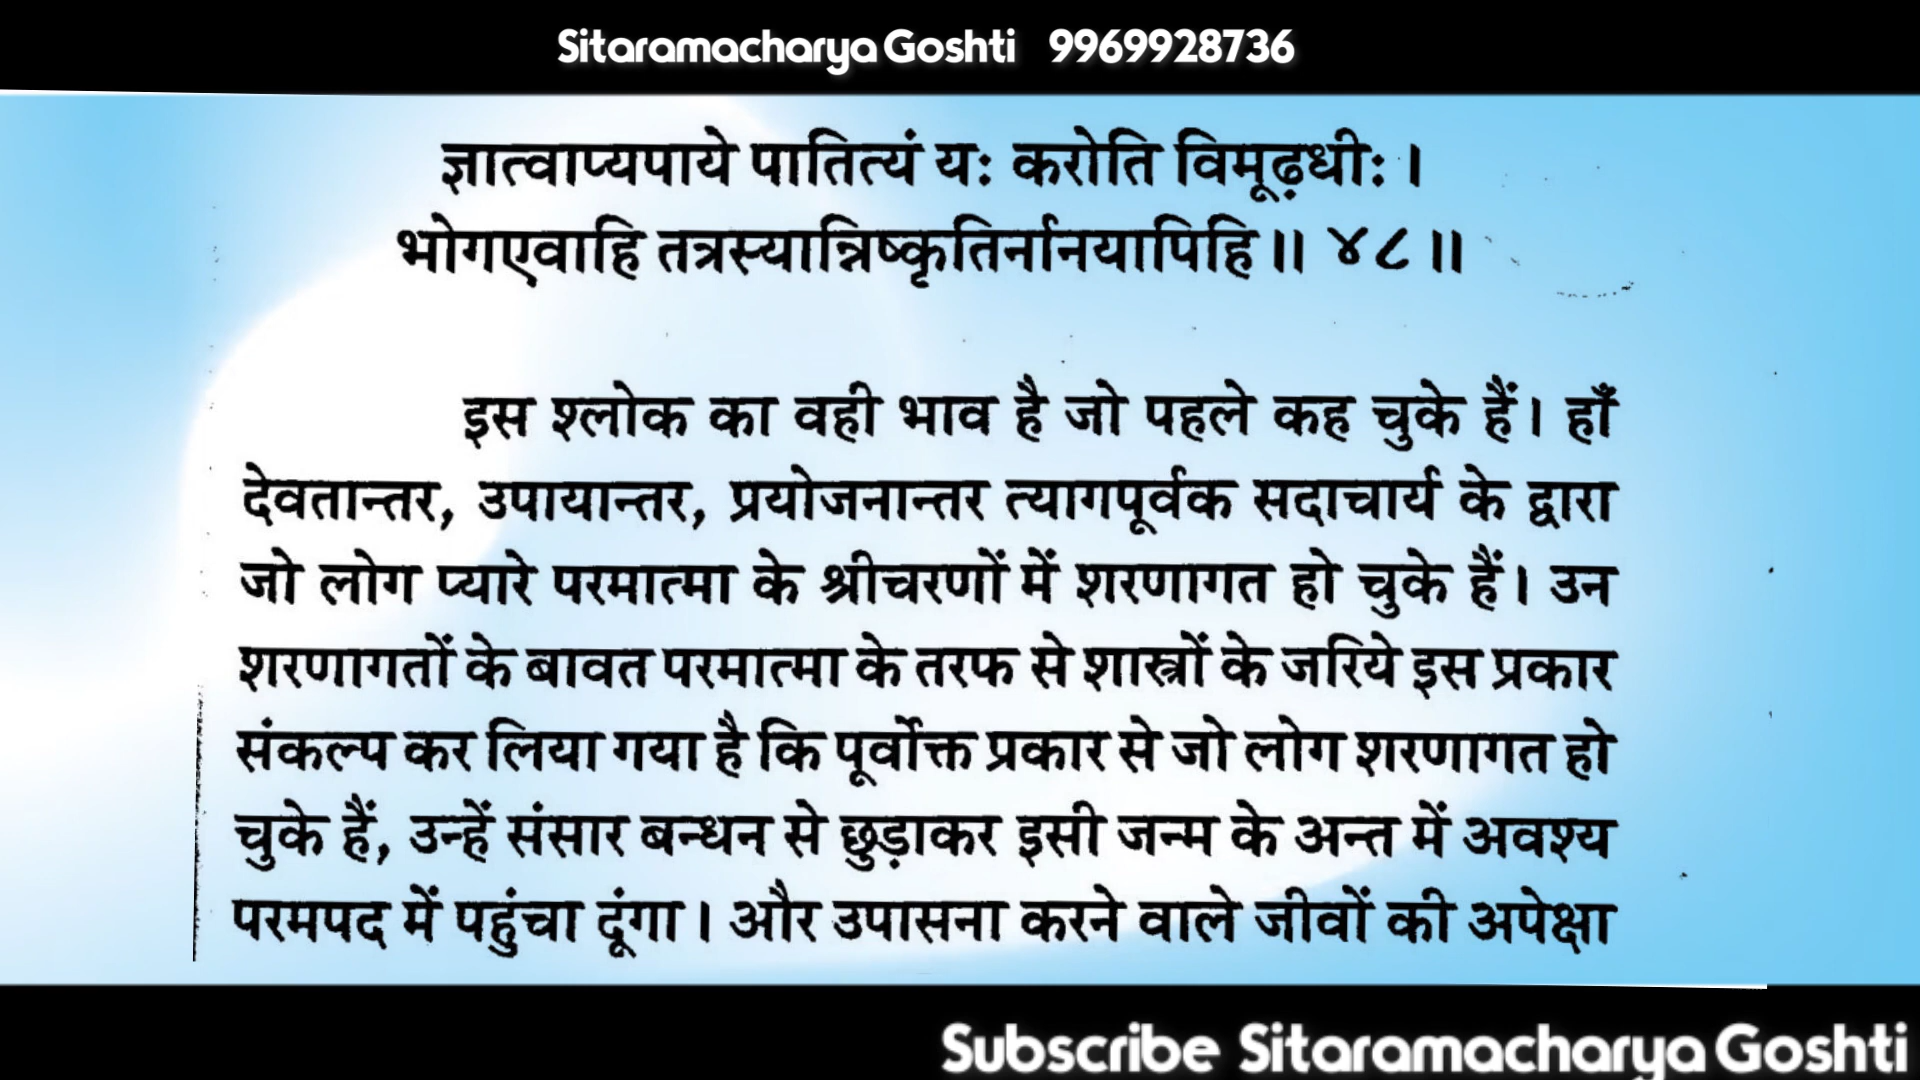 Sitaramacharya Goshti 9969928736
ज्ञात्वाप्यपाये पातित्यं यः करोति विमूढ़धीः ।
भोगएवाहि तत्रस्यान्निष्कृतिर्नानयापिहि ॥ ४८ ॥
इस श्लोक का वही भाव है जो पहले कह चुके हैं। हाँ
देवतान्तर, उपायान्तर, प्रयोजनान्तर त्यागपूर्वक सदाचार्य के द्वारा
जो लोग प्यारे परमात्मा के श्रीचरणों में शरणागत हो चुके हैं। उन
शरणागतों के बावत परमात्मा के तरफ से शास्त्रों के जरिये इस प्रकार
संकल्प कर लिया गया है कि पूर्वोक्त प्रकार से जो लोग शरणागत हो
चुके हैं, उन्हें संसार बन्धन से छुड़ाकर इसी जन्म के अन्त में अवश्य
परमपद में पहुंचा दूंगा । और उपासना करने वाले जीवों की अपेक्षा
Subscribe Sitaramacharya Goshti